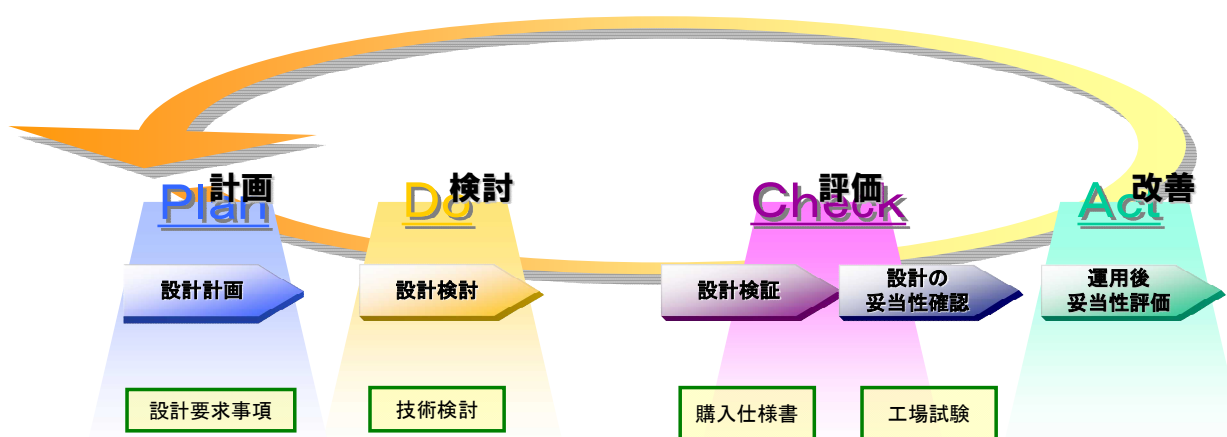 Plan 計画
Do 検討
Check 評価
Act 改善
設計計画
設計検討
設計検証
設計の
妥当性確認
運用後
妥当性評価
設計要求事項
技術検討
購入仕様書
工場試験